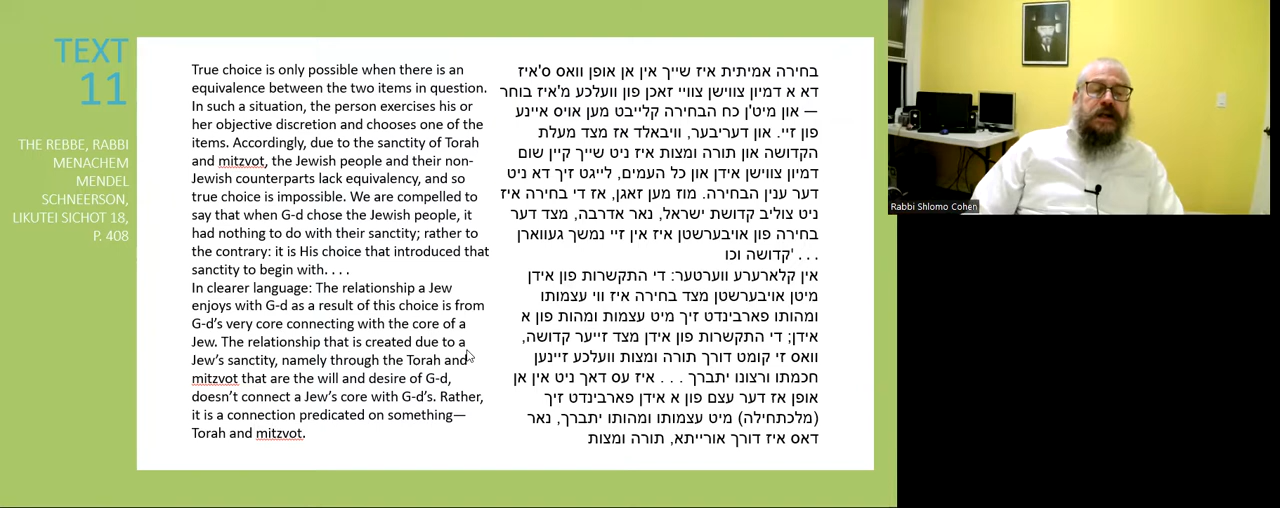 TEXT
11
THE REBBE, RABBI
MENACHEM
MENDEL
SCHNEERSON,
LIKUTEI SICHOT 18,
P. 408
True choice is only possible when there is an
equivalence between the two items in question.
In such a situation, the person exercises his or
her objective discretion and chooses one of the
items. Accordingly, due to the sanctity of Torah
and mitzvot, the Jewish people and their non-
Jewish counterparts lack equivalency, and so
true choice is impossible. We are compelled to
say that when G-d chose the Jewish people, it
had nothing to do with their sanctity; rather to
the contrary: it is His choice that introduced that
sanctity to begin with. . . .
In clearer language: The relationship a Jew
enjoys with G-d as a result of this choice is from
G-d’s very core connecting with the core of a
Jew. The relationship that is created due to a
Jew’s sanctity, namely through the Torah and
mitzvot that are the will and desire of G-d,
doesn’t connect a Jew’s core with G-d’s. Rather,
it is a connection predicated on something—
Torah and mitzvot.
בחירה אמיתית איז שייך אין אן אופן וואס ס'איז
דא א דמיון צווישן צוויי זאכן פון וועלכע מ'איז בוחר
— און מיט'ן כח הבחירה קלייבט מען אויס איינע
פון זיי. און דעריבער, וויבאלד אז מצד מעלת
הקדושה און תורה ומצות איז ניט שייך קיין שום
דמיון צווישן אידן און כל העמים, לייגט זיך דא ניט
דער ענין הבחירה. מוז מען זאגן, אז די בחירה איז
ניט צוליב קדושת ישראל, נאר אדרבה, מצד דער
בחירה פון אויבערשטן איז אין זיי נמשך געווארן
קדושה וכו' . . .
אין קלארערע ווערטער: די התקשרות פון אידן
מיטן אויבערשטן מצד בחירה איז ווי עצמותו
ומהותו פארבינדט זיך מיט עצמות ומהות פון א
אידן; די התקשרות פון אידן מצד זייער קדושה,
וואס זי קומט דורך תורה ומצות וועלכע זיינען
חכמתו ורצונו יתברך . . . איז עס דאך ניט אין אן
אופן אז דער עצם פון א אידן פארבינדט זיך
(מלכתחילה) מיט עצמותו ומהותו יתברך, נאר
דאס איז דורך אורייתא, תורה ומצות
Rabbi Shlomo Cohen